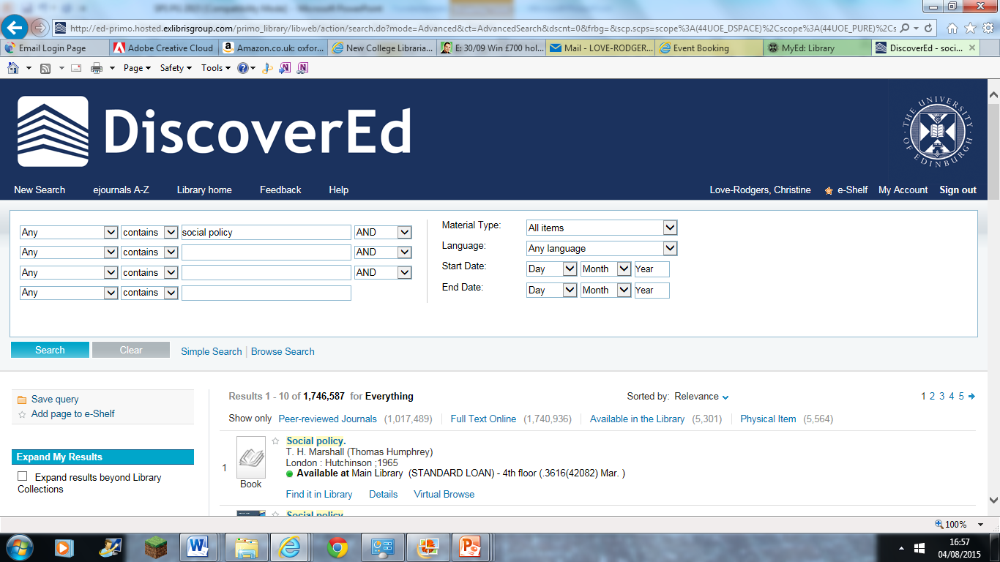 http://ed-primo.hosted.exlibrisgroup.com/primo_library/libweb/action/search.do?mode=Advanced&ct=AdvancedSearch&dscnt=0&frbg=&scp.scps=scope%3A(44UOE_DSPACE)%2Cscope%3A(44UOE_PURE)%2Cs
Email Login Page Adobe Creative Cloud Amazon.co.uk: oxfor... New College Libraria... E: 30/09 Win £700 hol... Mail - LOVE-RODGER... Event Booking MyEd: Library DiscoverEd - soci...
Page Safety Tools
DiscoverEd
THE UNIVERSITY OF EDINBURGH
New Search ejournals A-Z Library home Feedback Help Love-Rodgers, Christine e-Shelf My Account Sign out
Any contains social policy AND
Any contains AND
Any contains AND
Any contains
Material Type: All items
Language: Any language
Start Date: Day Month Year
End Date: Day Month Year
Search Clear Simple Search Browse Search
Save query
Add page to e-Shelf
Expand My Results
Expand results beyond Library
Collections
Results 1 - 10 of 1,746,587 for Everything Sorted by: Relevance 1 2 3 4 5
Show only Peer-reviewed Journals (1,017,489) Full Text Online (1,740,936) Available in the Library (5,301) Physical Item (5,564)
1
Book
Social policy.
T. H. Marshall (Thomas Humphrey)
London : Hutchinson ;1965
Available at Main Library (STANDARD LOAN) - 4th floor (.3616(42082) Mar. )
Find it in Library Details Virtual Browse
Social policy
100%
16:57
04/08/2015